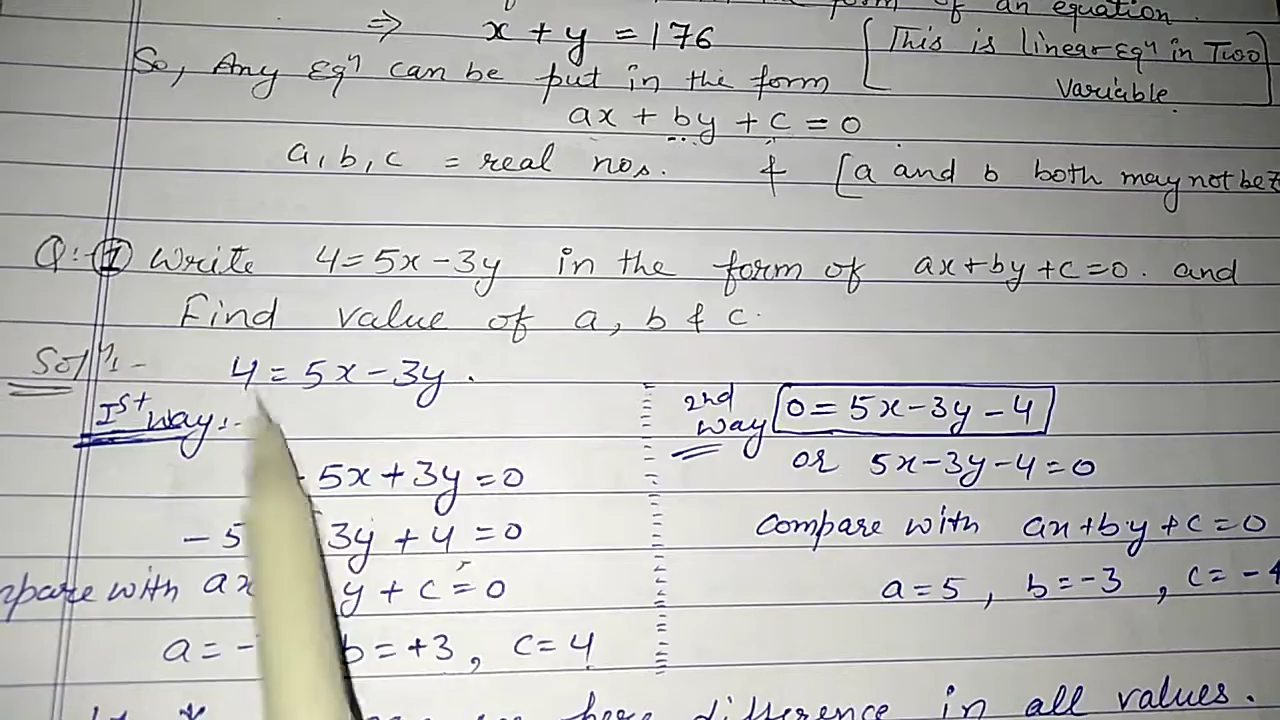 form of an equation.
⇒ x + y = 176 [This is linear Eqⁿ in Two Variable.]
So, Any Eqⁿ can be put in the form
ax + by + c = 0
a, b, c = real nos. & [a and b both may not be
Q:-① Write 4=5x-3y in the form of ax+by+c=0. and
Find value of a, b & c.
Solⁿ:- 4 = 5x-3y.
Ist way:-
5x+3y=0
-5 3y + 4 = 0
mpare with ax y + c = 0
a = - b = +3, c = 4
2nd way 0 = 5x-3y-4
or 5x-3y-4=0
Compare with ax+by+c=0
a=5, b=-3, c=-4
here difference in all values.